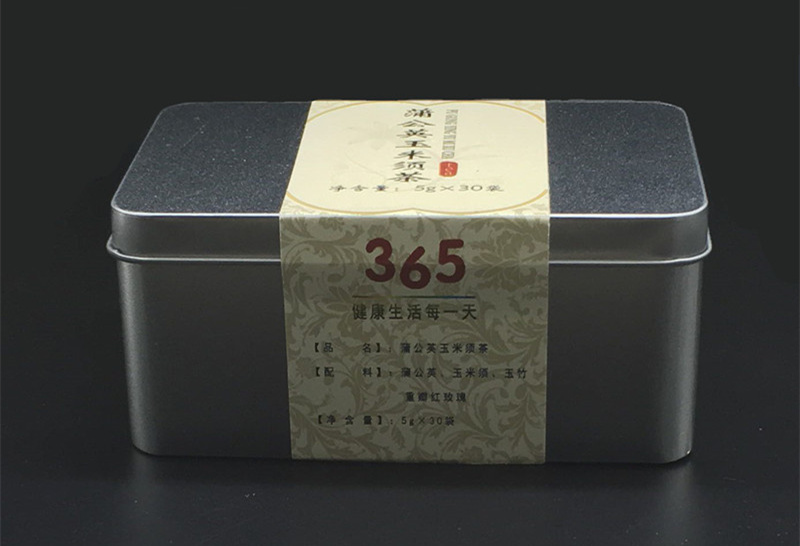 蒲公英玉米须茶
净含量：5g×30袋
365
健康生活每一天
【品 名】：蒲公英玉米须茶
【配 料】：蒲公英、玉米须、玉竹
重瓣红玫瑰
【净含量】：5g×30袋